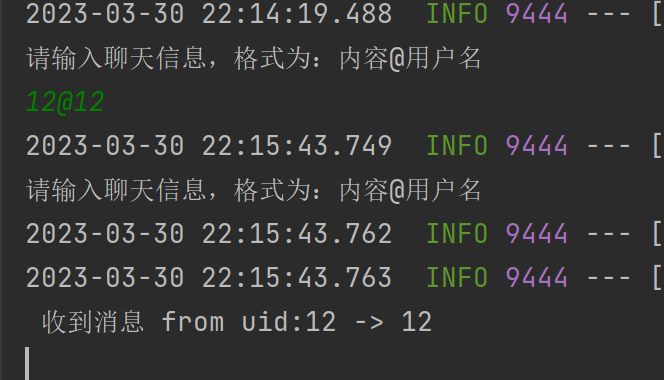 2023-03-30 22:14:19.488  INFO 9444 --- [
请输入聊天信息，格式为：内容@用户名
12@12
2023-03-30 22:15:43.749  INFO 9444 --- [
请输入聊天信息，格式为：内容@用户名
2023-03-30 22:15:43.762  INFO 9444 --- [
2023-03-30 22:15:43.763  INFO 9444 --- [
 收到消息 from uid:12 -> 12